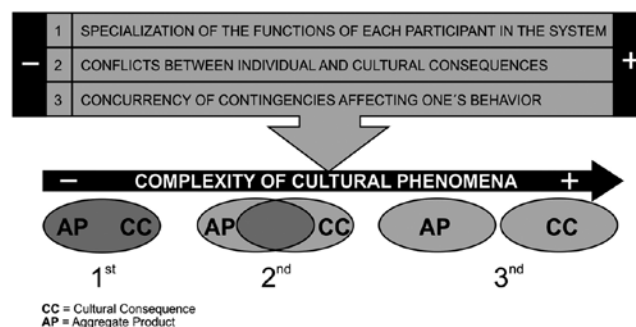 1 SPECIALIZATION OF THE FUNCTIONS OF EACH PARTICIPANT IN THE SYSTEM
− 2 CONFLICTS BETWEEN INDIVIDUAL AND CULTURAL CONSEQUENCES +
3 CONCURRENCY OF CONTINGENCIES AFFECTING ONE´S BEHAVIOR
− COMPLEXITY OF CULTURAL PHENOMENA +
AP CC AP CC AP CC
1st 2nd 3nd
CC = Cultural Consequence
AP = Aggregate Product